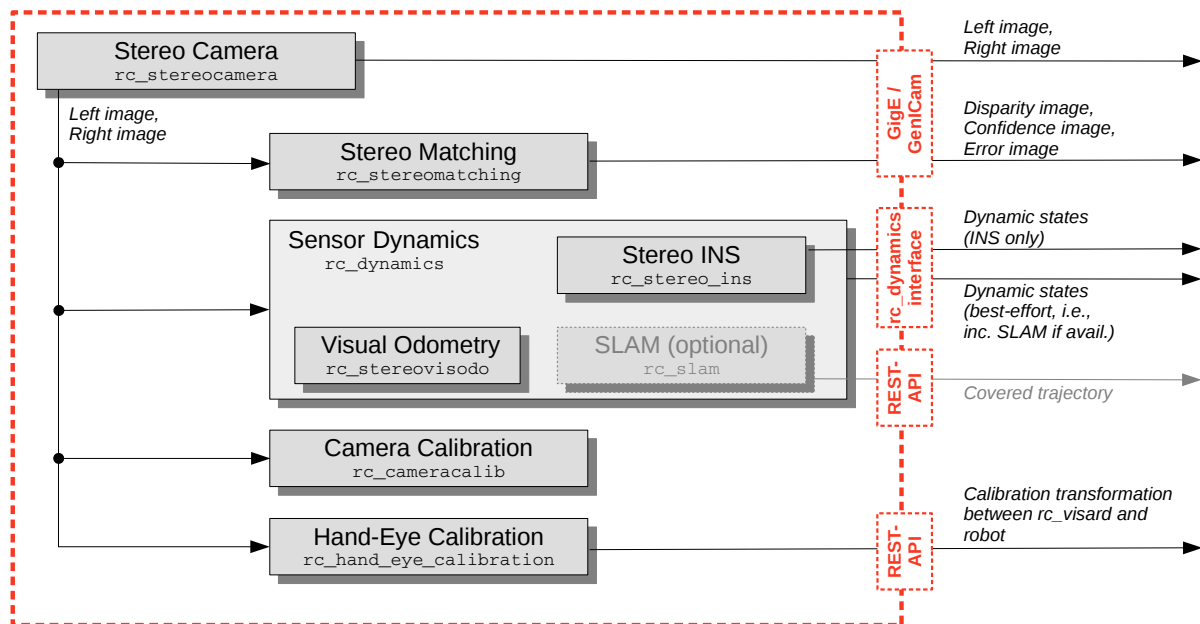 Stereo Camera
rc_stereocamera
Left image,
Right image
Left image,
Right image
GigE /
GenICam
Stereo Matching
rc_stereomatching
Disparity image,
Confidence image,
Error image
Sensor Dynamics
rc_dynamics
Stereo INS
rc_stereo_ins
Visual Odometry
rc_stereovisodo
SLAM (optional)
rc_slam
rc_dynamics
interface
Dynamic states
(INS only)
Dynamic states
(best-effort, i.e.,
inc. SLAM if avail.)
REST-
API
Covered trajectory
Camera Calibration
rc_cameracalib
Hand-Eye Calibration
rc_hand_eye_calibration
REST-
API
Calibration transformation
between rc_visard and
robot